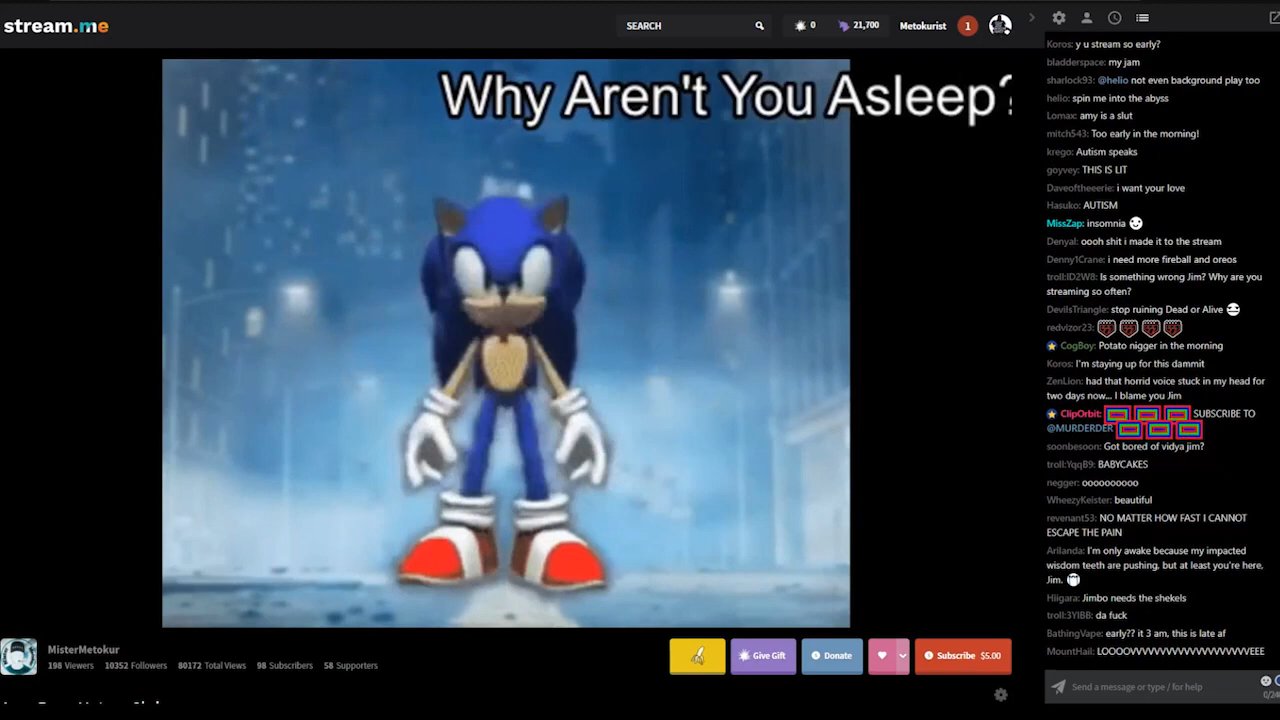 stream.me
SEARCH
0
21,700
Metokurist
1
Why Aren't You Asleep?
MisterMetokur
198 Viewers 10352 Followers 80172 Total Views 98 Subscribers 58 Supporters
Give Gift
Donate
Subscribe $5.00
Koros: y u stream so early?
bladderspace: my jam
sharlock93: @helio not even background play too
helio: spin me into the abyss
Lomax: amy is a slut
mitch543: Too early in the morning!
krego: Autism speaks
goyvey: THIS IS LIT
Daveoftheeerie: i want your love
Hasuko: AUTISM
MissZap: insomnia
Denyal: oooh shit i made it to the stream
Denny1Crane: i need more fireball and oreos
troll:ID2W8: Is something wrong Jim? Why are you
streaming so often?
DevilsTriangle: stop ruining Dead or Alive
redvizor23:
CogBoy: Potato nigger in the morning
Koros: I'm staying up for this dammit
ZenLion: had that horrid voice stuck in my head for
two days now... I blame you Jim
ClipOrbit: SUBSCRIBE TO
@MURDERDER
soonbesoon: Got bored of vidya jim?
troll:YqqB9: BABYCAKES
negger: oooooooooo
WheezyKeister: beautiful
revenant53: NO MATTER HOW FAST I CANNOT
ESCAPE THE PAIN
Arilanda: I'm only awake because my impacted
wisdom teeth are pushing, but at least you're here,
Jim.
Hiigara: Jimbo needs the shekels
troll:3YIBB: da fuck
BathingVape: early?? it 3 am, this is late af
MountHail: LOOOOVVVVVVVVVVVVVVVVVVVVEEE
Send a message or type / for help